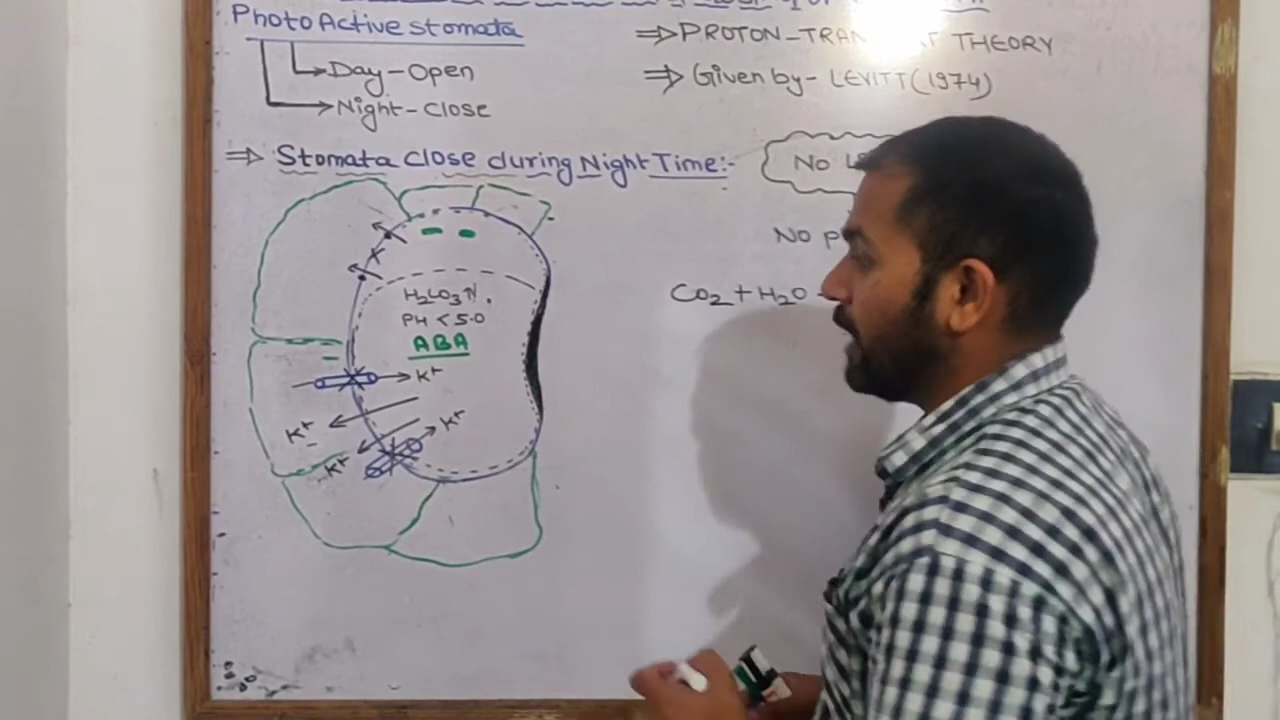 Photo Active stomata
Day-Open
Night-Close
⇒ PROTON-TRAN T THEORY
⇒ Given by- LEVITT (1974)
⇒ Stomata Close during Night Time:-
No
No
CO2 + H2O
H2CO3 ↑.
PH < 5.0
ABA
K+
K+
K+
K+